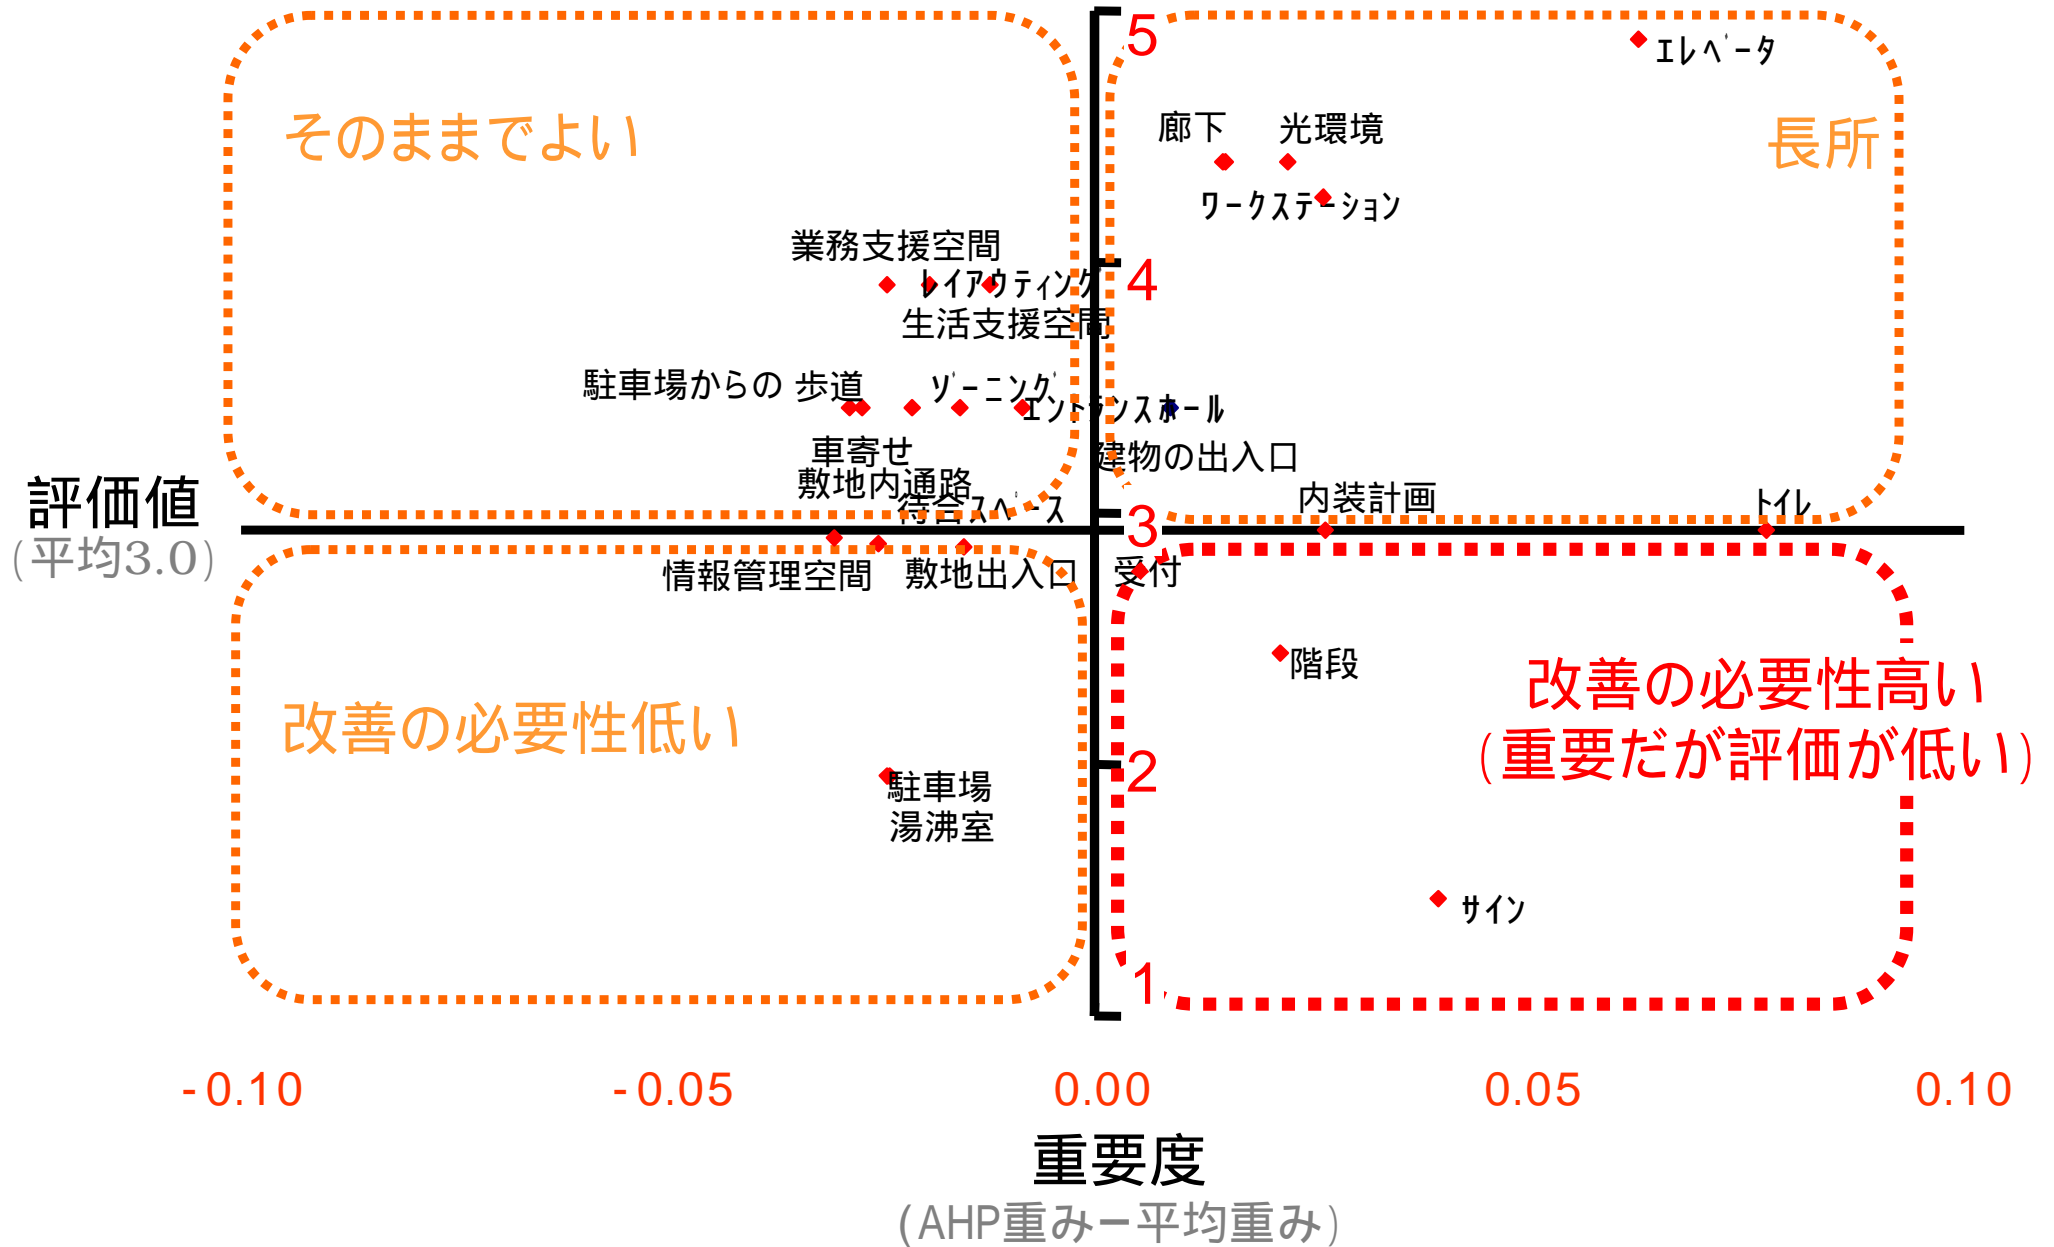 5
ｴﾚﾍﾞｰﾀ
そのままでよい
廊下
光環境
長所
ﾜｰｸｽﾃｰｼｮﾝ
業務支援空間
ﾚｲｱｳﾃｨﾝｸﾞ
4
生活支援空間
駐車場からの 歩道
ｿﾞｰﾆﾝｸﾞ
ｴﾝﾄﾗﾝｽﾎｰﾙ
車寄せ
建物の出入口
敷地内通路
待合ｽﾍﾟｰｽ
内装計画
ﾄｲﾚ
評価値
(平均3.0)
3
情報管理空間
敷地出入口
受付
階段
改善の必要性高い
(重要だが評価が低い)
改善の必要性低い
2
駐車場
湯沸室
ｻｲﾝ
1
-0.10
-0.05
0.00
0.05
0.10
重要度
(AHP重みー平均重み)